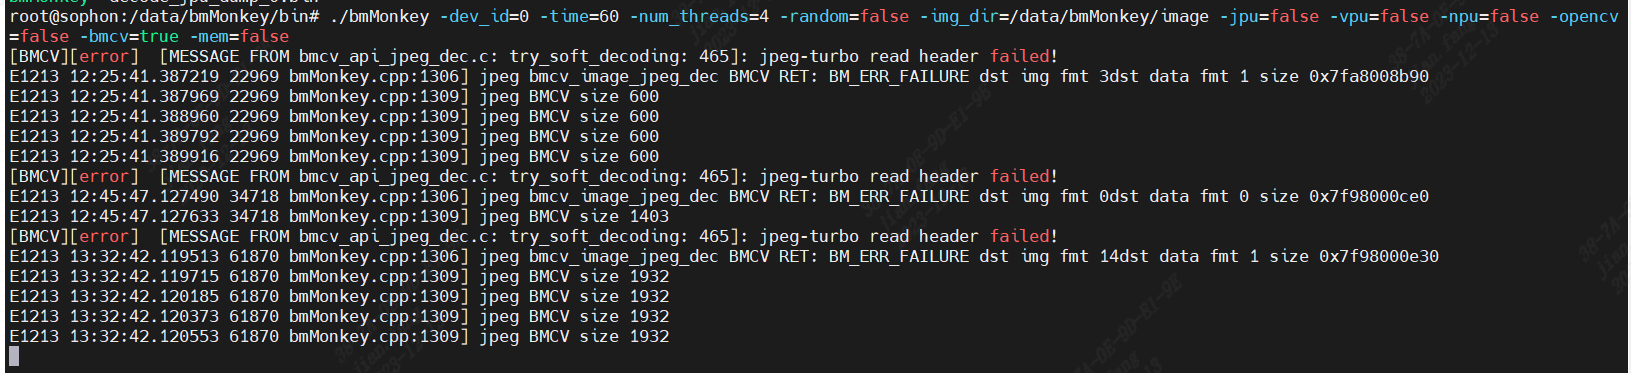 root@sophon:/data/bmMonkey/bin# ./bmMonkey -dev_id=0 -time=60 -num_threads=4 -random=false -img_dir=/data/bmMonkey/image -jpu=false -vpu=false -npu=false -opencv
=false -bmcv=true -mem=false
[BMCV][error]  [MESSAGE FROM bmcv_api_jpeg_dec.c: try_soft_decoding: 465]: jpeg-turbo read header failed!
E1213 12:25:41.387219 22969 bmMonkey.cpp:1306] jpeg bmcv_image_jpeg_dec BMCV RET: BM_ERR_FAILURE dst img fmt 3dst data fmt 1 size 0x7fa8008b90
E1213 12:25:41.387969 22969 bmMonkey.cpp:1309] jpeg BMCV size 600
E1213 12:25:41.388960 22969 bmMonkey.cpp:1309] jpeg BMCV size 600
E1213 12:25:41.389792 22969 bmMonkey.cpp:1309] jpeg BMCV size 600
E1213 12:25:41.389916 22969 bmMonkey.cpp:1309] jpeg BMCV size 600
[BMCV][error]  [MESSAGE FROM bmcv_api_jpeg_dec.c: try_soft_decoding: 465]: jpeg-turbo read header failed!
E1213 12:45:47.127490 34718 bmMonkey.cpp:1306] jpeg bmcv_image_jpeg_dec BMCV RET: BM_ERR_FAILURE dst img fmt 0dst data fmt 0 size 0x7f98000ce0
E1213 12:45:47.127633 34718 bmMonkey.cpp:1309] jpeg BMCV size 1403
[BMCV][error]  [MESSAGE FROM bmcv_api_jpeg_dec.c: try_soft_decoding: 465]: jpeg-turbo read header failed!
E1213 13:32:42.119513 61870 bmMonkey.cpp:1306] jpeg bmcv_image_jpeg_dec BMCV RET: BM_ERR_FAILURE dst img fmt 14dst data fmt 1 size 0x7f98000e30
E1213 13:32:42.119715 61870 bmMonkey.cpp:1309] jpeg BMCV size 1932
E1213 13:32:42.120185 61870 bmMonkey.cpp:1309] jpeg BMCV size 1932
E1213 13:32:42.120373 61870 bmMonkey.cpp:1309] jpeg BMCV size 1932
E1213 13:32:42.120553 61870 bmMonkey.cpp:1309] jpeg BMCV size 1932